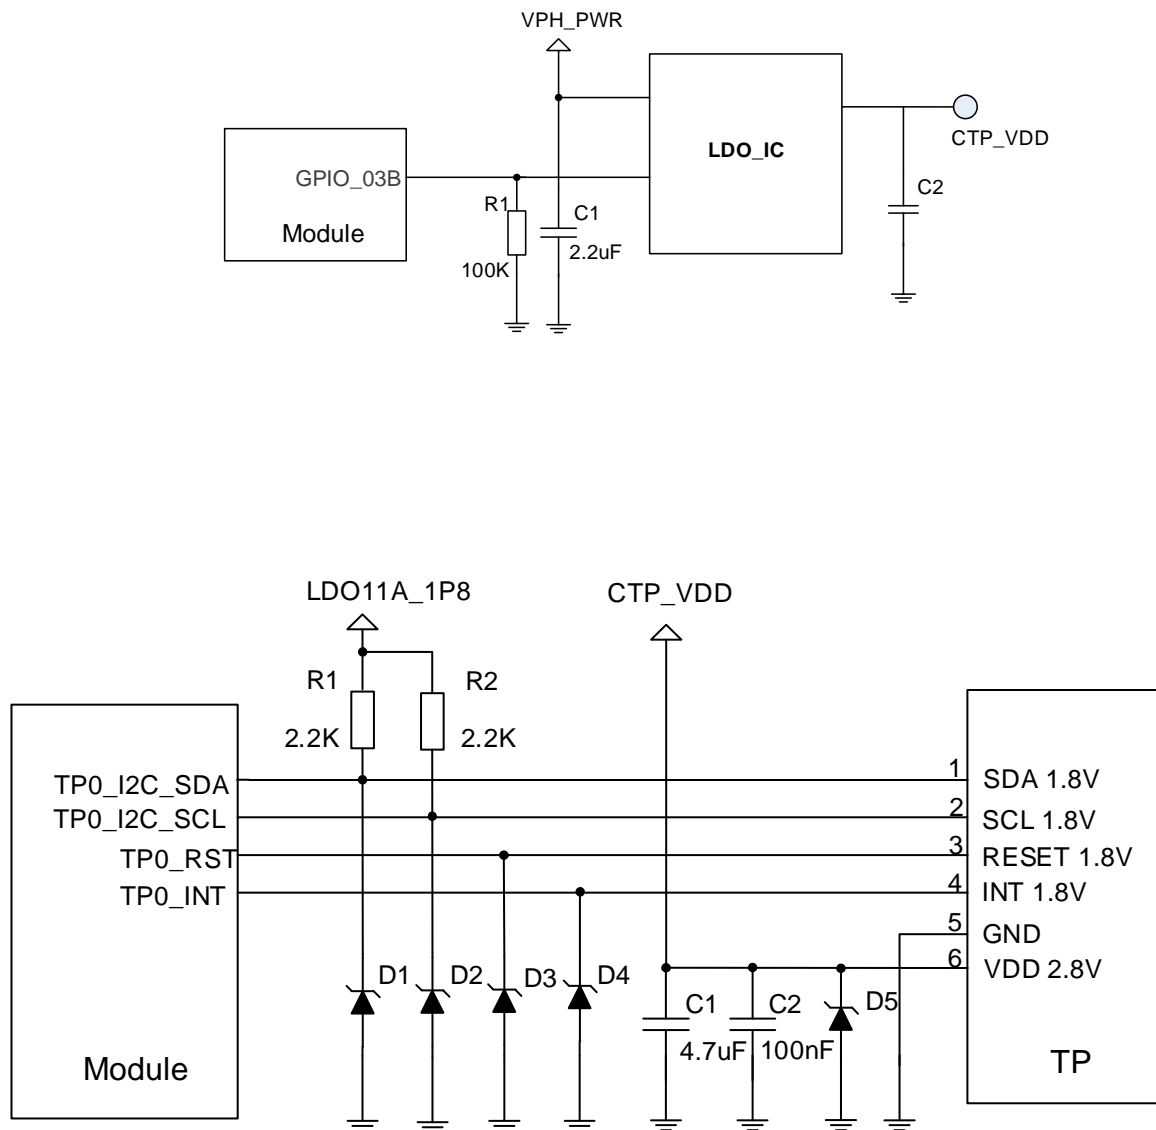 VPH_PWR
LDO_IC
CTP_VDD
GPIO_03B
Module
R1
100K
C1
2.2uF
C2
LDO11A_1P8
CTP_VDD
R1
R2
2.2K
2.2K
TP0_I2C_SDA
TP0_I2C_SCL
TP0_RST
TP0_INT
1
SDA 1.8V
2
SCL 1.8V
3
RESET 1.8V
4
INT 1.8V
5
GND
6
VDD 2.8V
D1
D2
D3
D4
C1
4.7uF
C2
100nF
D5
Module
TP